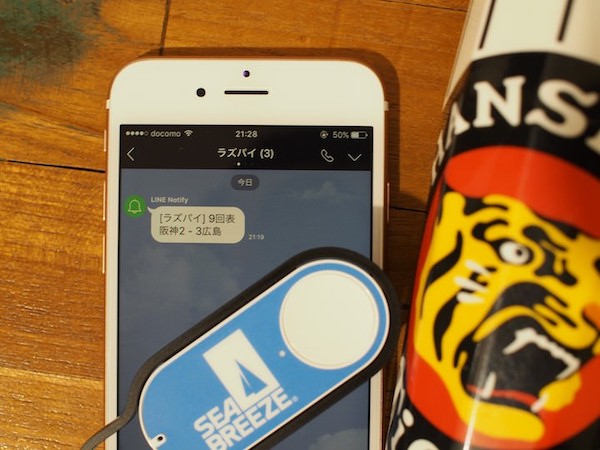 docomo
21:28
50%
ラズパイ (3)
今日
LINE Notify
[ラズパイ] 9回表
阪神2 - 3広島
21:19
SEA
BREEZE